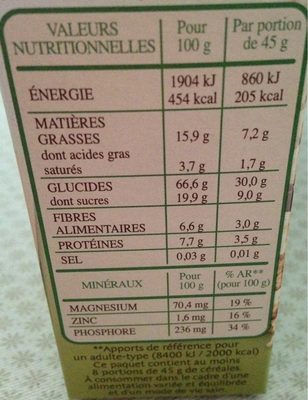 VALEURS NUTRITIONNELLES Pour 100 g Par portion de 45 g
ÉNERGIE 1904 kJ 860 kJ
454 kcal 205 kcal
MATIÈRES
GRASSES 15,9 g 7,2 g
dont acides gras
saturés 3,7 g 1,7 g
GLUCIDES 66,6 g 30,0 g
dont sucres 19,9 g 9,0 g
FIBRES
ALIMENTAIRES 6,6 g 3,0 g
PROTÉINES 7,7 g 3,5 g
SEL 0,03 g 0,01 g
MINÉRAUX Pour 100 g % AR** (pour 100 g)
MAGNESIUM 70,4 mg 19 %
ZINC 1,6 mg 16 %
PHOSPHORE 236 mg 34 %
**Apports de référence pour
un adulte-type (8400 kJ / 2000 kcal)
Ce paquet contient au moins
8 portions de 45 g de céréales
A consommer dans le cadre d'une
alimentation variée et équilibrée
et d'un mode de vie sain.